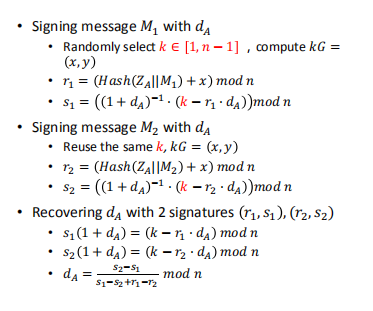 • Signing message M₁ with d_A
• Randomly select k ∈ [1, n − 1] , compute kG =
(x, y)
• r₁ = (Hash(Z_A||M₁) + x) mod n
• s₁ = ((1 + d_A)⁻¹ · (k − r₁ · d_A)) mod n
• Signing message M₂ with d_A
• Reuse the same k, kG = (x, y)
• r₂ = (Hash(Z_A||M₂) + x) mod n
• s₂ = ((1 + d_A)⁻¹ · (k − r₂ · d_A)) mod n
• Recovering d_A with 2 signatures (r₁, s₁), (r₂, s₂)
• s₁(1 + d_A) = (k − r₁ · d_A) mod n
• s₂(1 + d_A) = (k − r₂ · d_A) mod n
• d_A = (s₂−s₁)/(s₁−s₂+r₁−r₂) mod n